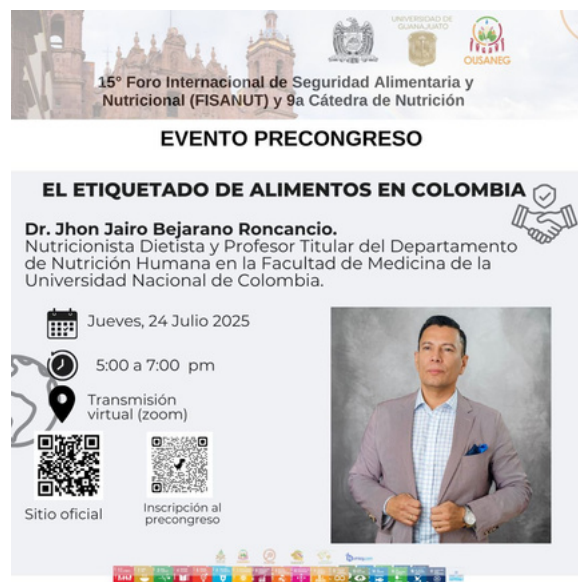 UNIVERSIDAD DE
GUANAJUATO
OUSANEG
15° Foro Internacional de Seguridad Alimentaria y
Nutricional (FISANUT) y 9a Cátedra de Nutrición
EVENTO PRECONGRESO
EL ETIQUETADO DE ALIMENTOS EN COLOMBIA
Dr. Jhon Jairo Bejarano Roncancio.
Nutricionista Dietista y Profesor Titular del Departamento
de Nutrición Humana en la Facultad de Medicina de la
Universidad Nacional de Colombia.
Jueves, 24 Julio 2025
5:00 a 7:00 pm
Transmisión
virtual (zoom)
Sitio oficial
Inscripción al
precongreso